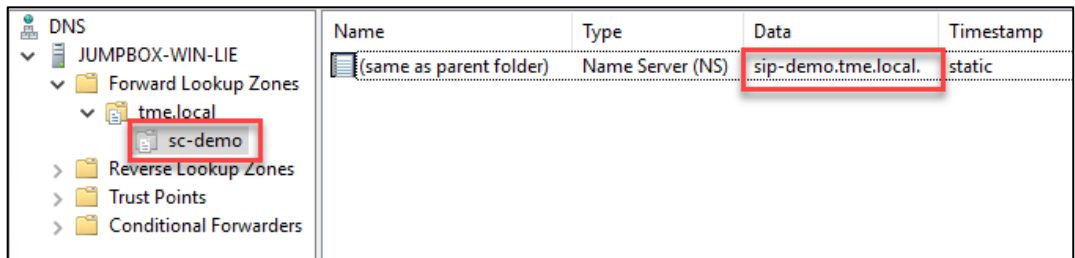 DNS
JUMPBOX-WIN-LIE
Forward Lookup Zones
tme.local
sc-demo
Reverse Lookup Zones
Trust Points
Conditional Forwarders
Name Type Data Timestamp
(same as parent folder) Name Server (NS) sip-demo.tme.local. static